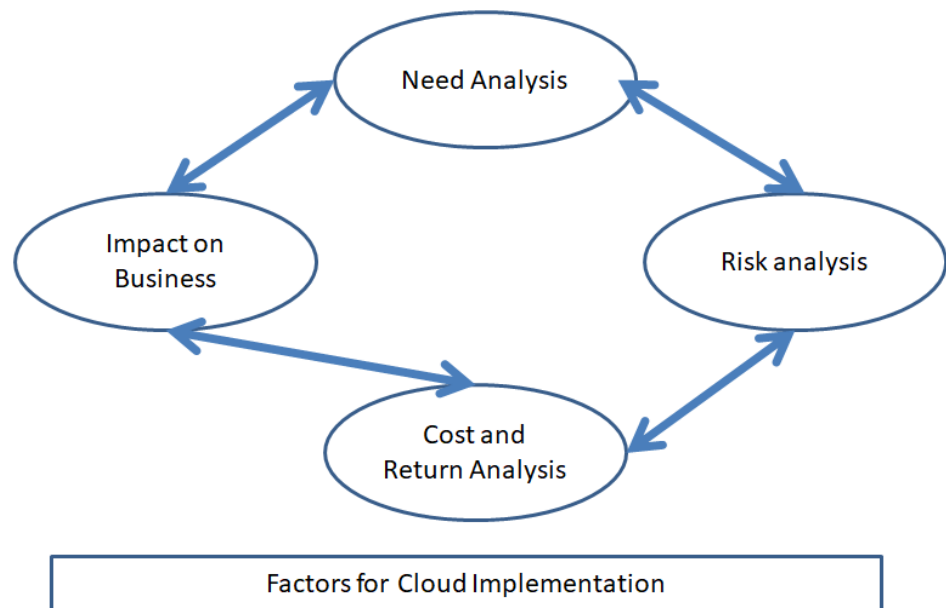 Need Analysis
Impact on
Business
Risk analysis
Cost and
Return Analysis
Factors for Cloud Implementation